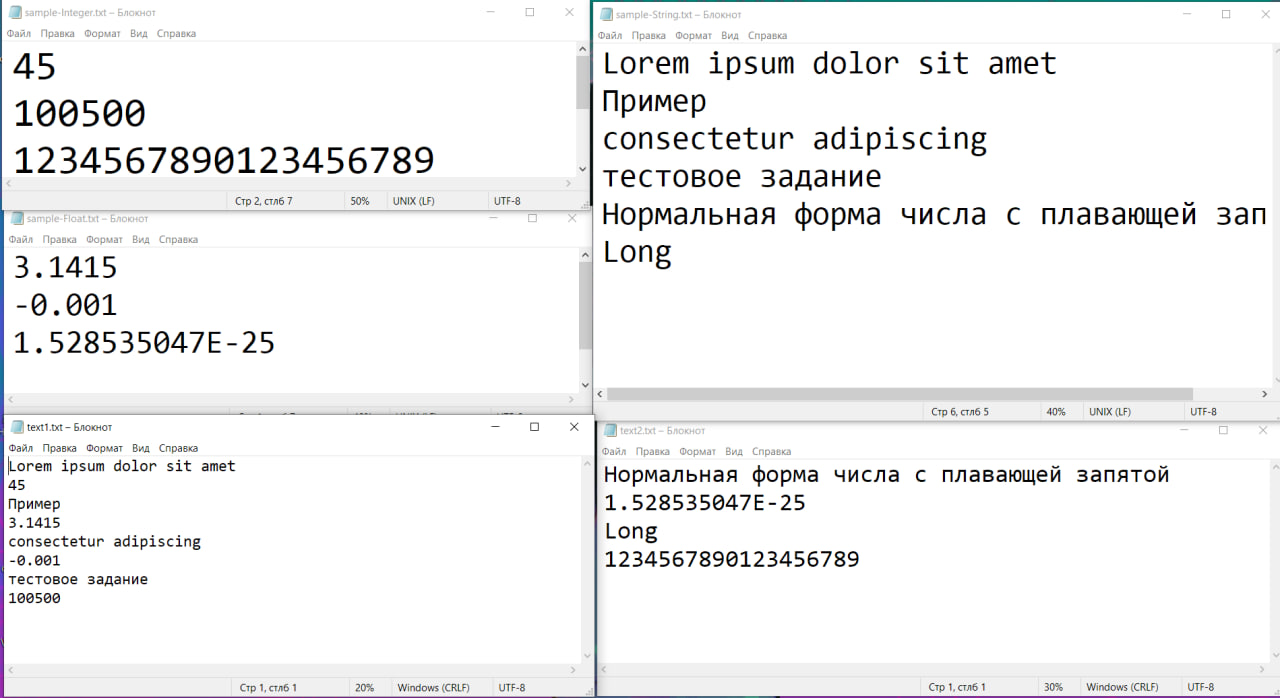 sample-Integer.txt – Блокнот
Файл Правка Формат Вид Справка
45
100500
1234567890123456789
Стр 2, стлб 7 50% UNIX (LF) UTF-8
sample-Float.txt – Блокнот
Файл Правка Формат Вид Справка
3.1415
-0.001
1.528535047E-25
text1.txt – Блокнот
Файл Правка Формат Вид Справка
Lorem ipsum dolor sit amet
45
Пример
3.1415
consectetur adipiscing
-0.001
тестовое задание
100500
Стр 1, стлб 1 20% Windows (CRLF) UTF-8
sample-String.txt – Блокнот
Файл Правка Формат Вид Справка
Lorem ipsum dolor sit amet
Пример
consectetur adipiscing
тестовое задание
Нормальная форма числа с плавающей зап
Long
Стр 6, стлб 5 40% UNIX (LF) UTF-8
text2.txt – Блокнот
Файл Правка Формат Вид Справка
Нормальная форма числа с плавающей запятой
1.528535047E-25
Long
1234567890123456789
Стр 1, стлб 1 30% Windows (CRLF) UTF-8